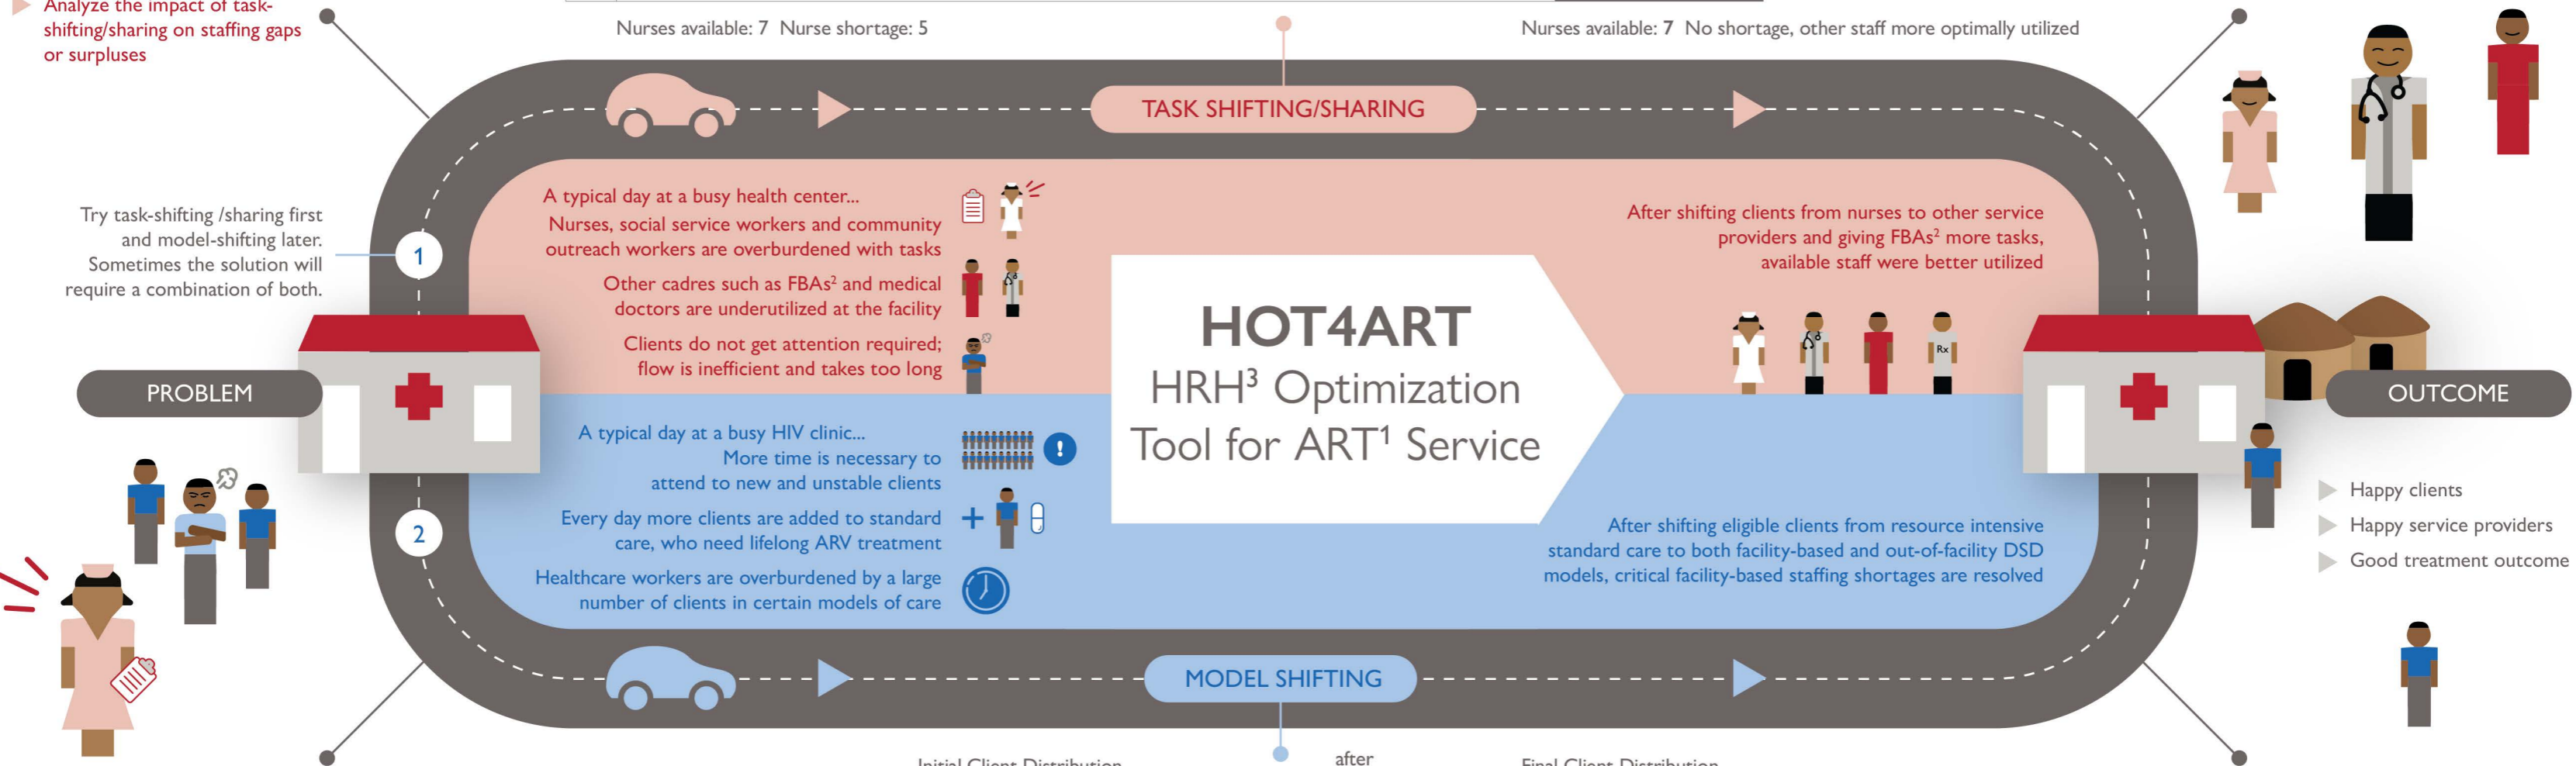 Analyze the impact of task-
shifting/sharing on staffing gaps
or surpluses
Nurses available: 7 Nurse shortage: 5
Nurses available: 7 No shortage, other staff more optimally utilized
TASK SHIFTING/SHARING
Try task-shifting /sharing first
and model-shifting later.
Sometimes the solution will
require a combination of both.
1
PROBLEM
2
A typical day at a busy health center...
Nurses, social service workers and community
outreach workers are overburdened with tasks
Other cadres such as FBAs² and medical
doctors are underutilized at the facility
Clients do not get attention required;
flow is inefficient and takes too long
A typical day at a busy HIV clinic...
More time is necessary to
attend to new and unstable clients
!
Every day more clients are added to standard
care, who need lifelong ARV treatment
+
Healthcare workers are overburdened by a large
number of clients in certain models of care
HOT4ART
HRH³ Optimization
Tool for ART¹ Service
After shifting clients from nurses to other service
providers and giving FBAs² more tasks,
available staff were better utilized
Rx
After shifting eligible clients from resource intensive
standard care to both facility-based and out-of-facility DSD
models, critical facility-based staffing shortages are resolved
OUTCOME
Happy clients
Happy service providers
Good treatment outcome
MODEL SHIFTING
Initial Client Distribution
after
Final Client Distribution